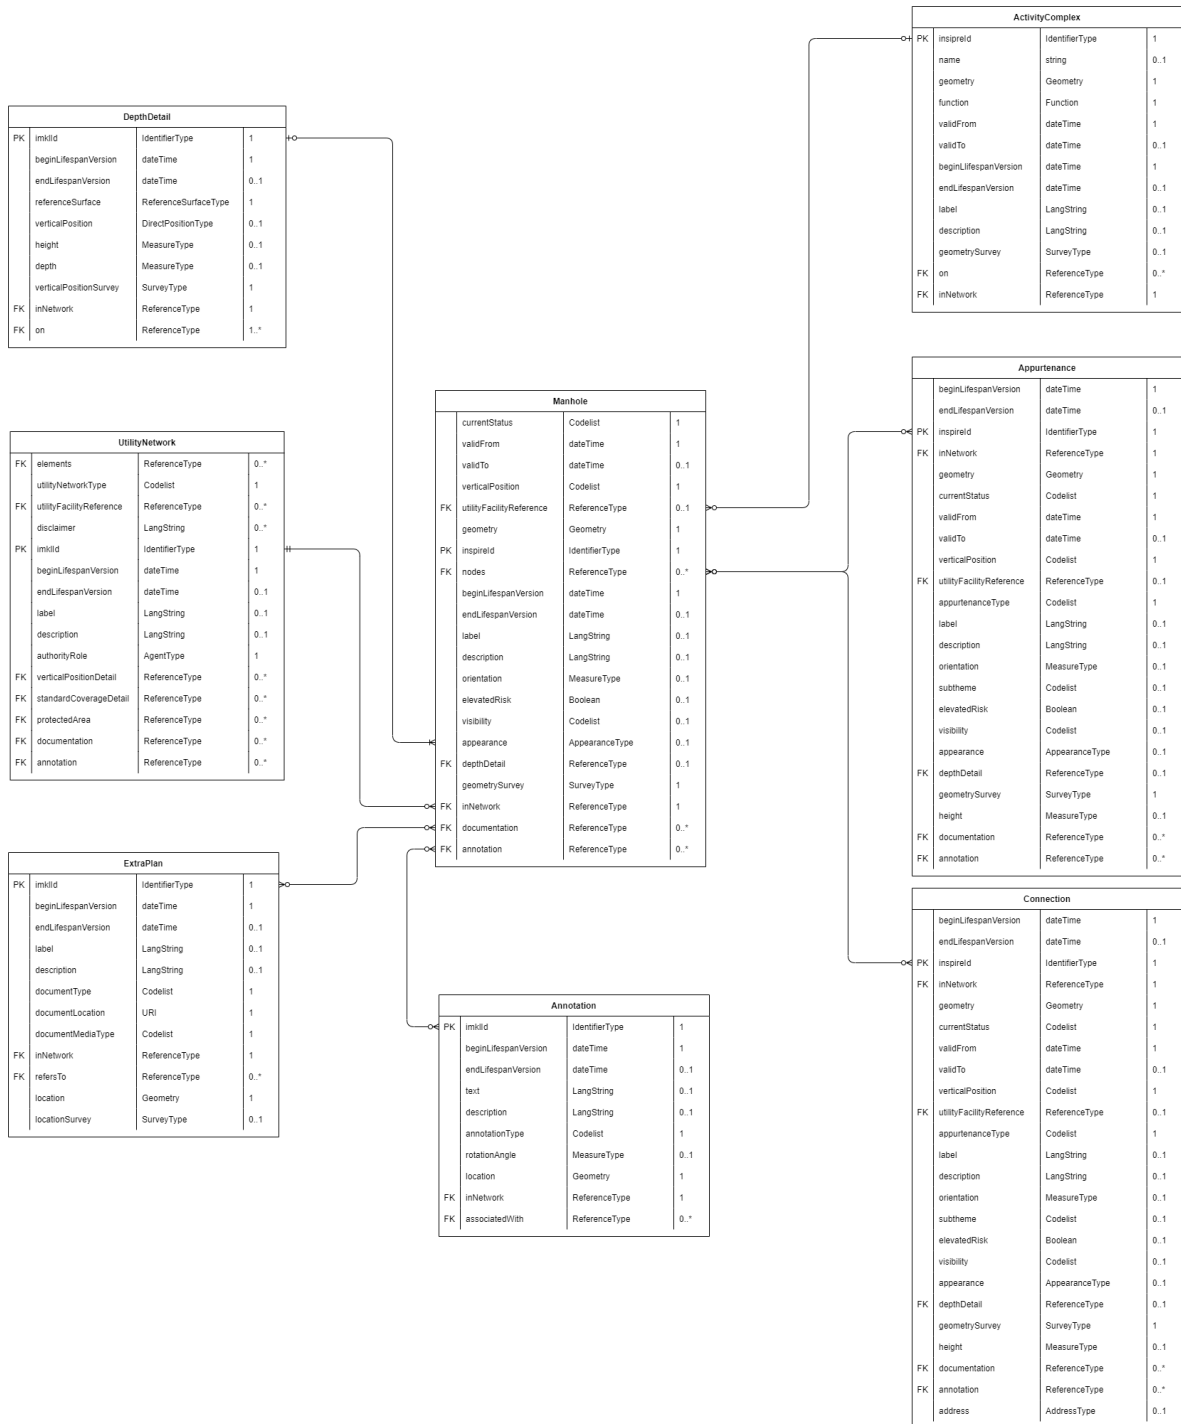 ActivityComplex
PK insipreId IdentifierType 1
name string 0..1
geometry Geometry 1
function Function 1
validFrom dateTime 1
validTo dateTime 0..1
beginLlifespanVersion dateTime 1
endLifespanVersion dateTime 0..1
label LangString 0..1
description LangString 0..1
geometrySurvey SurveyType 0..1
FK on ReferenceType 0..*
FK inNetwork ReferenceType 1
DepthDetail
PK imklId IdentifierType 1
beginLifespanVersion dateTime 1
endLifespanVersion dateTime 0..1
referenceSurface ReferenceSurfaceType 1
verticalPosition DirectPositionType 0..1
height MeasureType 0..1
depth MeasureType 0..1
verticalPositionSurvey SurveyType 1
FK inNetwork ReferenceType 1
FK on ReferenceType 1..*
UtilityNetwork
FK elements ReferenceType 0..*
utilityNetworkType Codelist 1
FK utilityFacilityReference ReferenceType 0..*
disclaimer LangString 0..*
PK imklId IdentifierType 1
beginLifespanVersion dateTime 1
endLifespanVersion dateTime 0..1
label LangString 0..1
description LangString 0..1
authorityRole AgentType 1
FK verticalPositionDetail ReferenceType 0..*
FK standardCoverageDetail ReferenceType 0..*
FK protectedArea ReferenceType 0..*
FK documentation ReferenceType 0..*
FK annotation ReferenceType 0..*
Manhole
currentStatus Codelist 1
validFrom dateTime 1
validTo dateTime 0..1
verticalPosition Codelist 1
FK utilityFacilityReference ReferenceType 0..1
geometry Geometry 1
PK inspireId IdentifierType 1
FK nodes ReferenceType 0..*
beginLifespanVersion dateTime 1
endLifespanVersion dateTime 0..1
label LangString 0..1
description LangString 0..1
orientation MeasureType 0..1
elevatedRisk Boolean 0..1
visibility Codelist 0..1
appearance AppearanceType 0..1
FK depthDetail ReferenceType 0..1
geometrySurvey SurveyType 1
FK inNetwork ReferenceType 1
FK documentation ReferenceType 0..*
FK annotation ReferenceType 0..*
Appurtenance
beginLifespanVersion dateTime 1
endLifespanVersion dateTime 0..1
PK inspireId IdentifierType 1
FK inNetwork ReferenceType 1
geometry Geometry 1
currentStatus Codelist 1
validFrom dateTime 1
validTo dateTime 0..1
verticalPosition Codelist 1
FK utilityFacilityReference ReferenceType 0..1
appurtenanceType Codelist 1
label LangString 0..1
description LangString 0..1
orientation MeasureType 0..1
subtheme Codelist 0..1
elevatedRisk Boolean 0..1
visibility Codelist 0..1
appearance AppearanceType 0..1
FK depthDetail ReferenceType 0..1
geometrySurvey SurveyType 1
height MeasureType 0..1
FK documentation ReferenceType 0..*
FK annotation ReferenceType 0..*
ExtraPlan
PK imklId IdentifierType 1
beginLifespanVersion dateTime 1
endLifespanVersion dateTime 0..1
label LangString 0..1
description LangString 0..1
documentType Codelist 1
documentLocation URI 1
documentMediaType Codelist 1
FK inNetwork ReferenceType 1
FK refersTo ReferenceType 0..*
location Geometry 1
locationSurvey SurveyType 0..1
Annotation
PK imklId IdentifierType 1
beginLifespanVersion dateTime 1
endLifespanVersion dateTime 0..1
text LangString 0..1
description LangString 0..1
annotationType Codelist 1
rotationAngle MeasureType 0..1
location Geometry 1
FK inNetwork ReferenceType 1
FK associatedWith ReferenceType 0..*
Connection
beginLifespanVersion dateTime 1
endLifespanVersion dateTime 0..1
PK inspireId IdentifierType 1
FK inNetwork ReferenceType 1
geometry Geometry 1
currentStatus Codelist 1
validFrom dateTime 1
validTo dateTime 0..1
verticalPosition Codelist 1
FK utilityFacilityReference ReferenceType 0..1
appurtenanceType Codelist 1
label LangString 0..1
description LangString 0..1
orientation MeasureType 0..1
subtheme Codelist 0..1
elevatedRisk Boolean 0..1
visibility Codelist 0..1
appearance AppearanceType 0..1
FK depthDetail ReferenceType 0..1
geometrySurvey SurveyType 1
height MeasureType 0..1
FK documentation ReferenceType 0..*
FK annotation ReferenceType 0..*
address AddressType 0..1